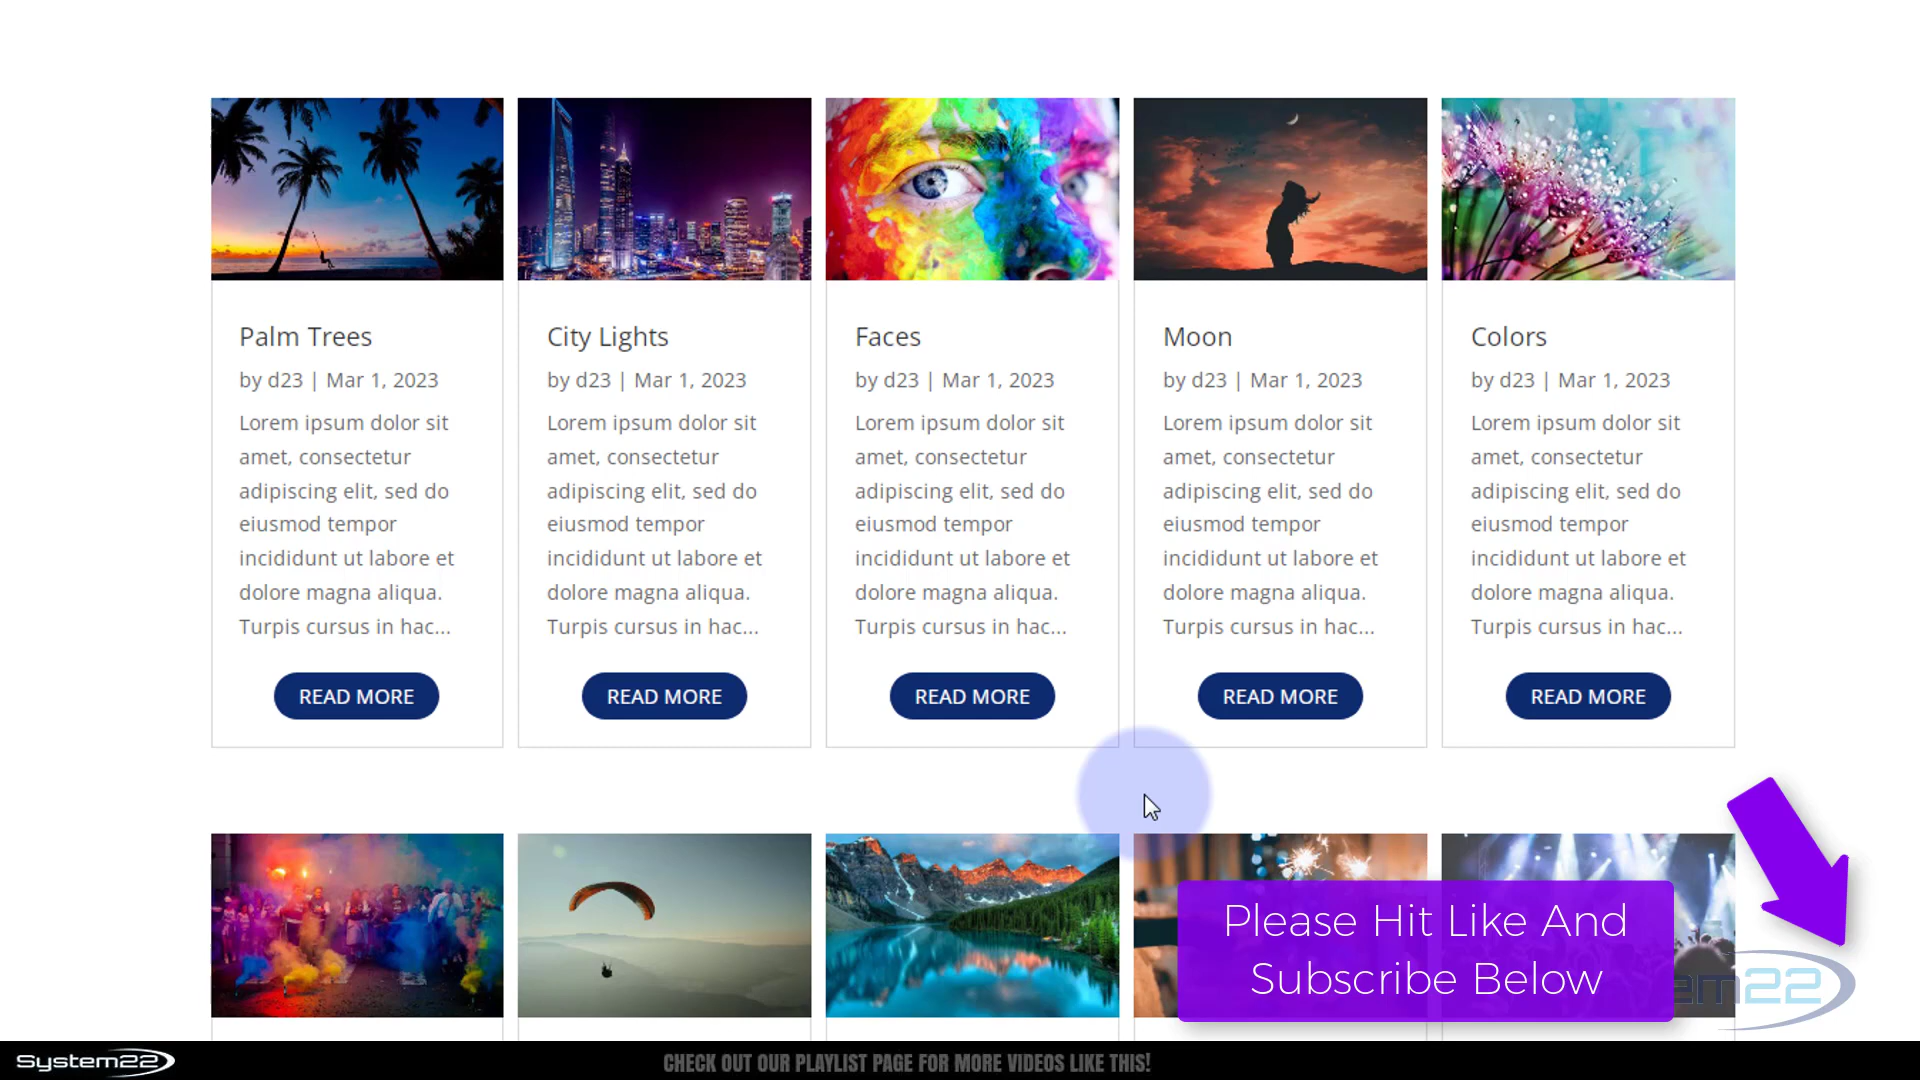 Palm Trees
by d23 | Mar 1, 2023
Lorem ipsum dolor sit
amet, consectetur
adipiscing elit, sed do
eiusmod tempor
incididunt ut labore et
dolore magna aliqua.
Turpis cursus in hac...
READ MORE
City Lights
by d23 | Mar 1, 2023
Lorem ipsum dolor sit
amet, consectetur
adipiscing elit, sed do
eiusmod tempor
incididunt ut labore et
dolore magna aliqua.
Turpis cursus in hac...
READ MORE
Faces
by d23 | Mar 1, 2023
Lorem ipsum dolor sit
amet, consectetur
adipiscing elit, sed do
eiusmod tempor
incididunt ut labore et
dolore magna aliqua.
Turpis cursus in hac...
READ MORE
Moon
by d23 | Mar 1, 2023
Lorem ipsum dolor sit
amet, consectetur
adipiscing elit, sed do
eiusmod tempor
incididunt ut labore et
dolore magna aliqua.
Turpis cursus in hac...
READ MORE
Colors
by d23 | Mar 1, 2023
Lorem ipsum dolor sit
amet, consectetur
adipiscing elit, sed do
eiusmod tempor
incididunt ut labore et
dolore magna aliqua.
Turpis cursus in hac...
READ MORE
Please Hit Like And
Subscribe Below
em22
System22
CHECK OUT OUR PLAYLIST PAGE FOR MORE VIDEOS LIKE THIS!